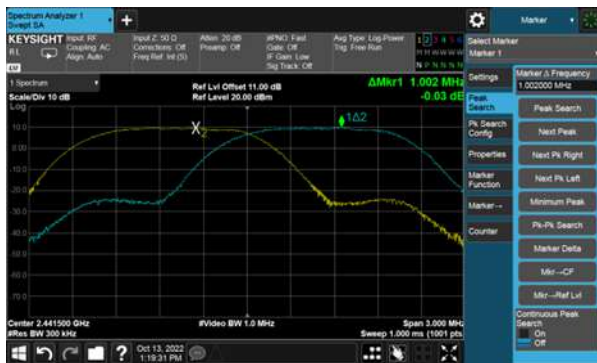 Spectrum Analyzer 1
Swept SA
+
Marker
KEYSIGHT
Input: RF
Coupling: AC
Align: Auto
Input Z: 50 Ω
Corrections: Off
Freq Ref: Int (S)
Atten: 20 dB
Preamp: Off
#PNO: Fast
Gate: Off
IF Gain: Low
Sig Track: Off
Avg Type: Log-Power
Trig: Free Run
1 2 3 4 5 6
Select Marker
Marker 1
1 Spectrum
Scale/Div 10 dB
Ref Lvl Offset 11.00 dB
Ref Level 20.00 dBm
ΔMkr1 1.002 MHz
-0.03 dB
Log
10.0
0.00
-10.0
-20.0
-30.0
-40.0
-50.0
-60.0
-70.0
X2
1Δ2
Center 2.441500 GHz
#Res BW 300 kHz
#Video BW 1.0 MHz
Span 3.000 MHz
Sweep 1.000 ms (1001 pts)
Settings
Peak Search
Pk Search Config
Properties
Marker Function
Marker→
Counter
Marker Δ Frequency
1.002000 MHz
Peak Search
Next Peak
Next Pk Right
Next Pk Left
Minimum Peak
Pk-Pk Search
Marker Delta
Mkr→CF
Mkr→Ref Lvl
Continuous Peak Search
On
Off
?
Oct 13, 2022
1:19:31 PM